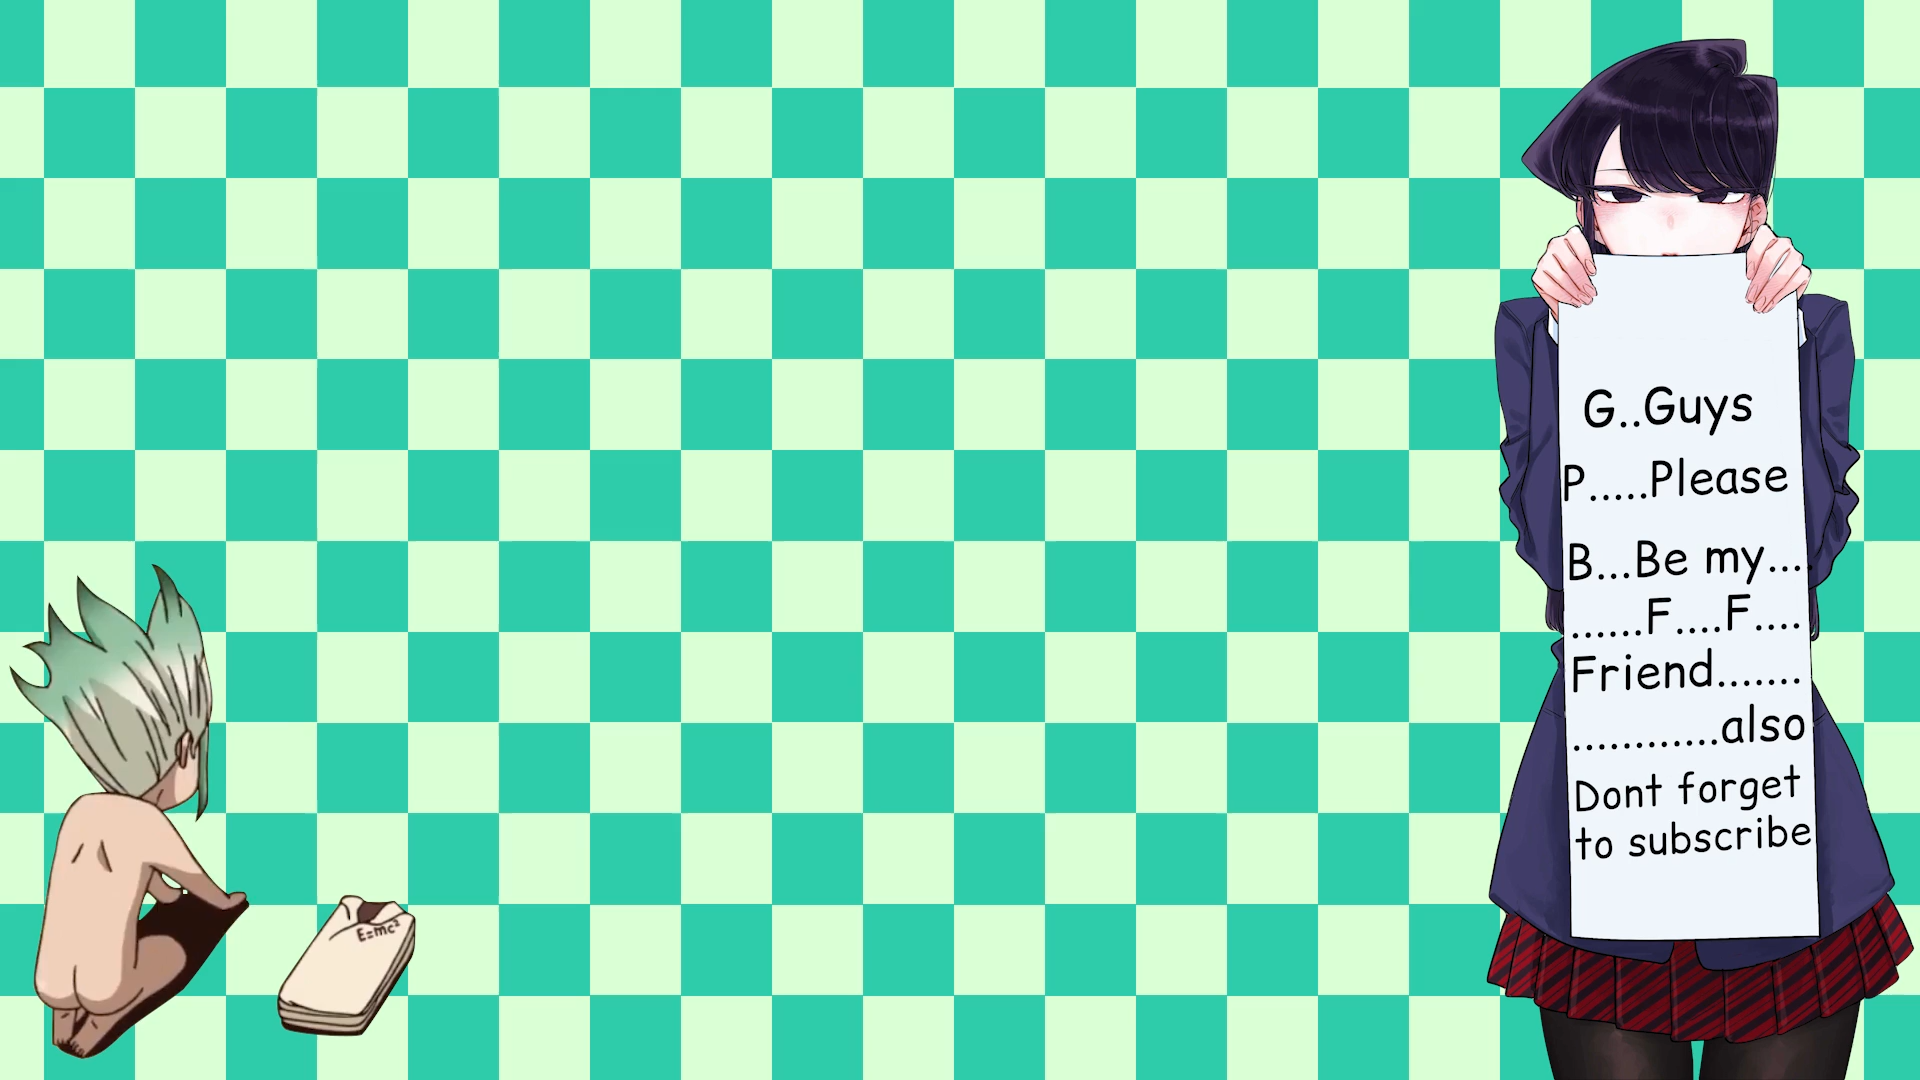 G..Guys
P.....Please
B...Be my....
......F....F....
Friend.......
............also
Dont forget
to subscribe
E=mc²